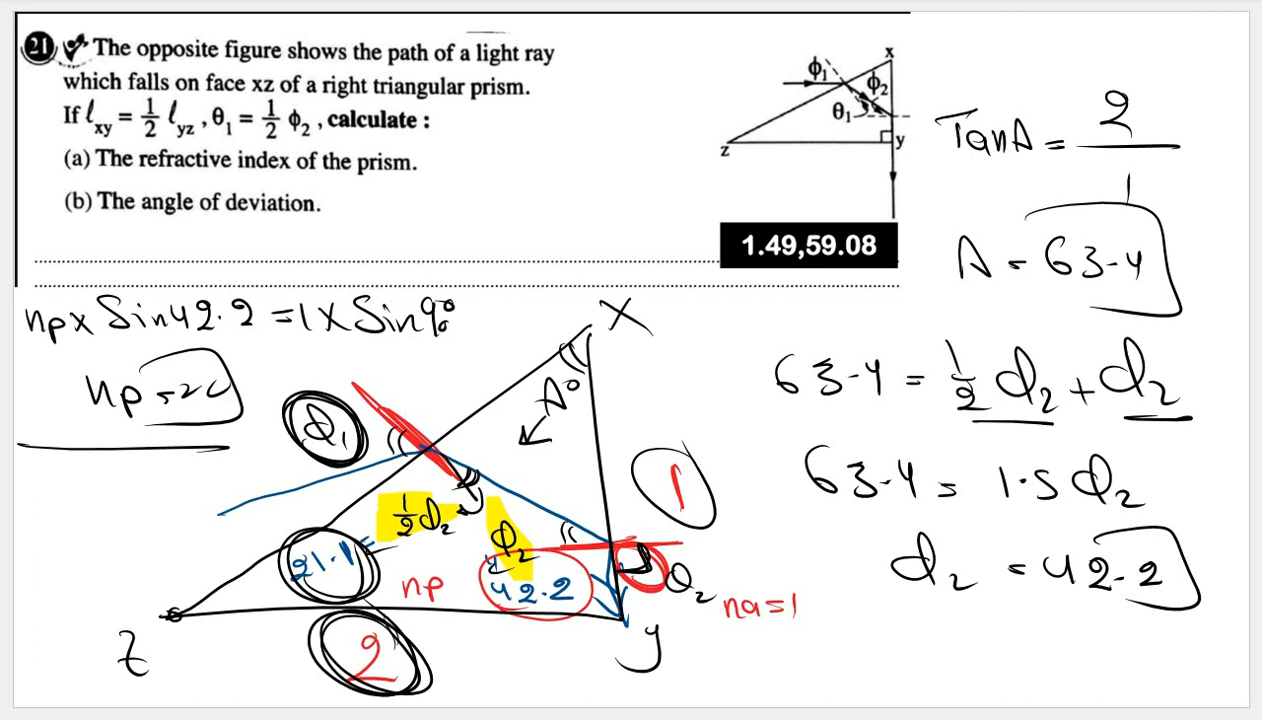 21 The opposite figure shows the path of a light ray
which falls on face xz of a right triangular prism.
If ℓxy = 1/2 ℓyz , θ1 = 1/2 ϕ2 , calculate :
(a) The refractive index of the prism.
(b) The angle of deviation.
x
ϕ1
ϕ2
θ1
z
y
1.49,59.08
TanA = 2/1
A = 63.4
63.4 = 1/2 ϕ2 + ϕ2
63.4 = 1.5 ϕ2
ϕ2 = 42.2
np x Sin42.2 = 1 x Sin90°
np =
X
A°
ϕ1
1/2 ϕ2
ϕ2
21.1 =
np
42.2
1
θ2
na = 1
Z
2
y